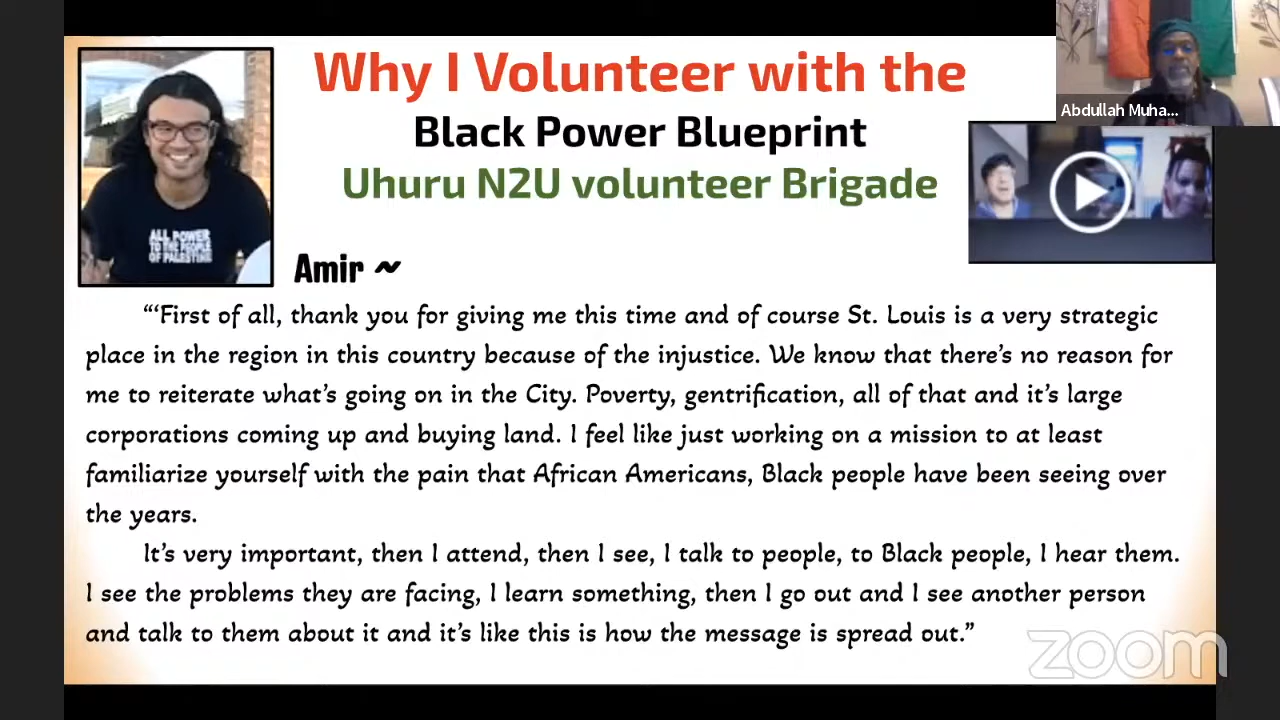 Why I Volunteer with the
Black Power Blueprint
Uhuru N2U volunteer Brigade
Abdullah Muha...
ALL POWER
TO THE PEOPLE
OF PALESTINE
Amir ~
"'First of all, thank you for giving me this time and of course St. Louis is a very strategic
place in the region in this country because of the injustice. We know that there's no reason for
me to reiterate what's going on in the City. Poverty, gentrification, all of that and it's large
corporations coming up and buying land. I feel like just working on a mission to at least
familiarize yourself with the pain that African Americans, Black people have been seeing over
the years.
It's very important, then I attend, then I see, I talk to people, to Black people, I hear them.
I see the problems they are facing, I learn something, then I go out and I see another person
and talk to them about it and it's like this is how the message is spread out."
zoom